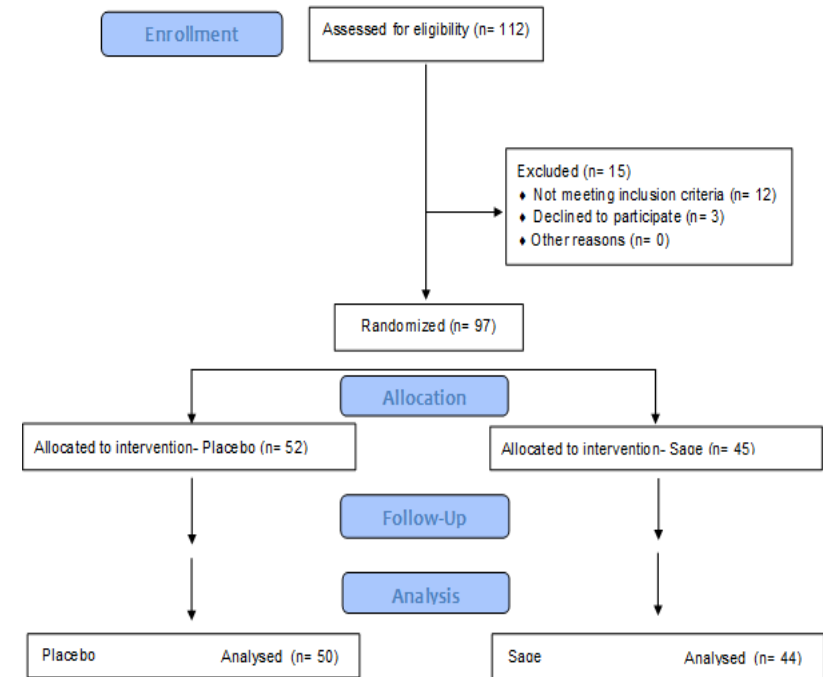 Enrollment
Assessed for eligibility (n= 112)
Excluded (n= 15)
♦ Not meeting inclusion criteria (n= 12)
♦ Declined to participate (n= 3)
♦ Other reasons (n= 0)
Randomized (n= 97)
Allocation
Allocated to intervention- Placebo (n= 52)
Allocated to intervention- Sage (n= 45)
Follow-Up
Analysis
Placebo Analysed (n= 50)
Sage Analysed (n= 44)